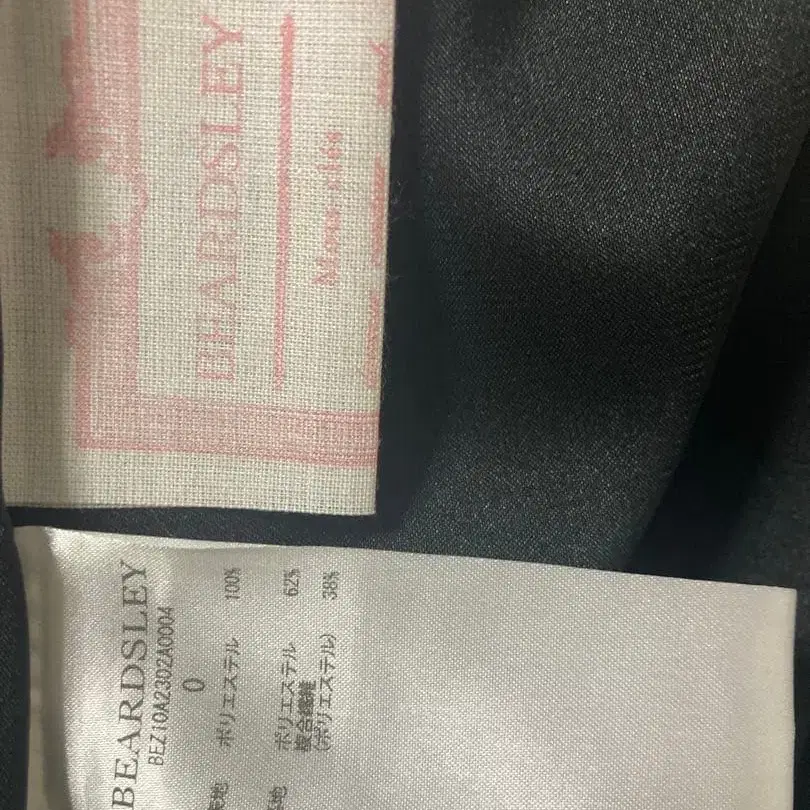 BEARDSLEY
BEARDSLEY
BEZ10A2302A0004
0
ポリエステル 100%
ポリエステル 62%
複合繊維
(ポリエステル) 38%